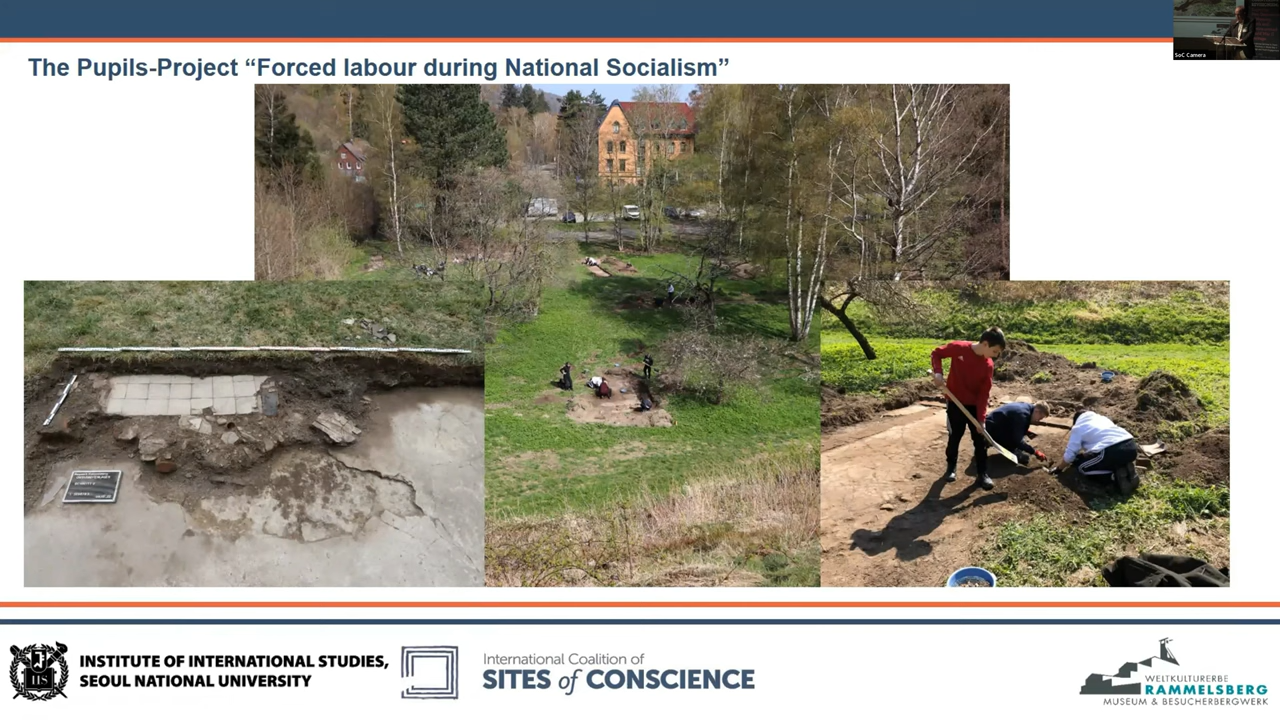 SoC Camera
The Pupils-Project “Forced labour during National Socialism”
INSTITUTE OF INTERNATIONAL STUDIES,
SEOUL NATIONAL UNIVERSITY
International Coalition of
SITES of CONSCIENCE
WELTKULTURERBE
RAMMELSBERG
MUSEUM & BESUCHERBERGWERK